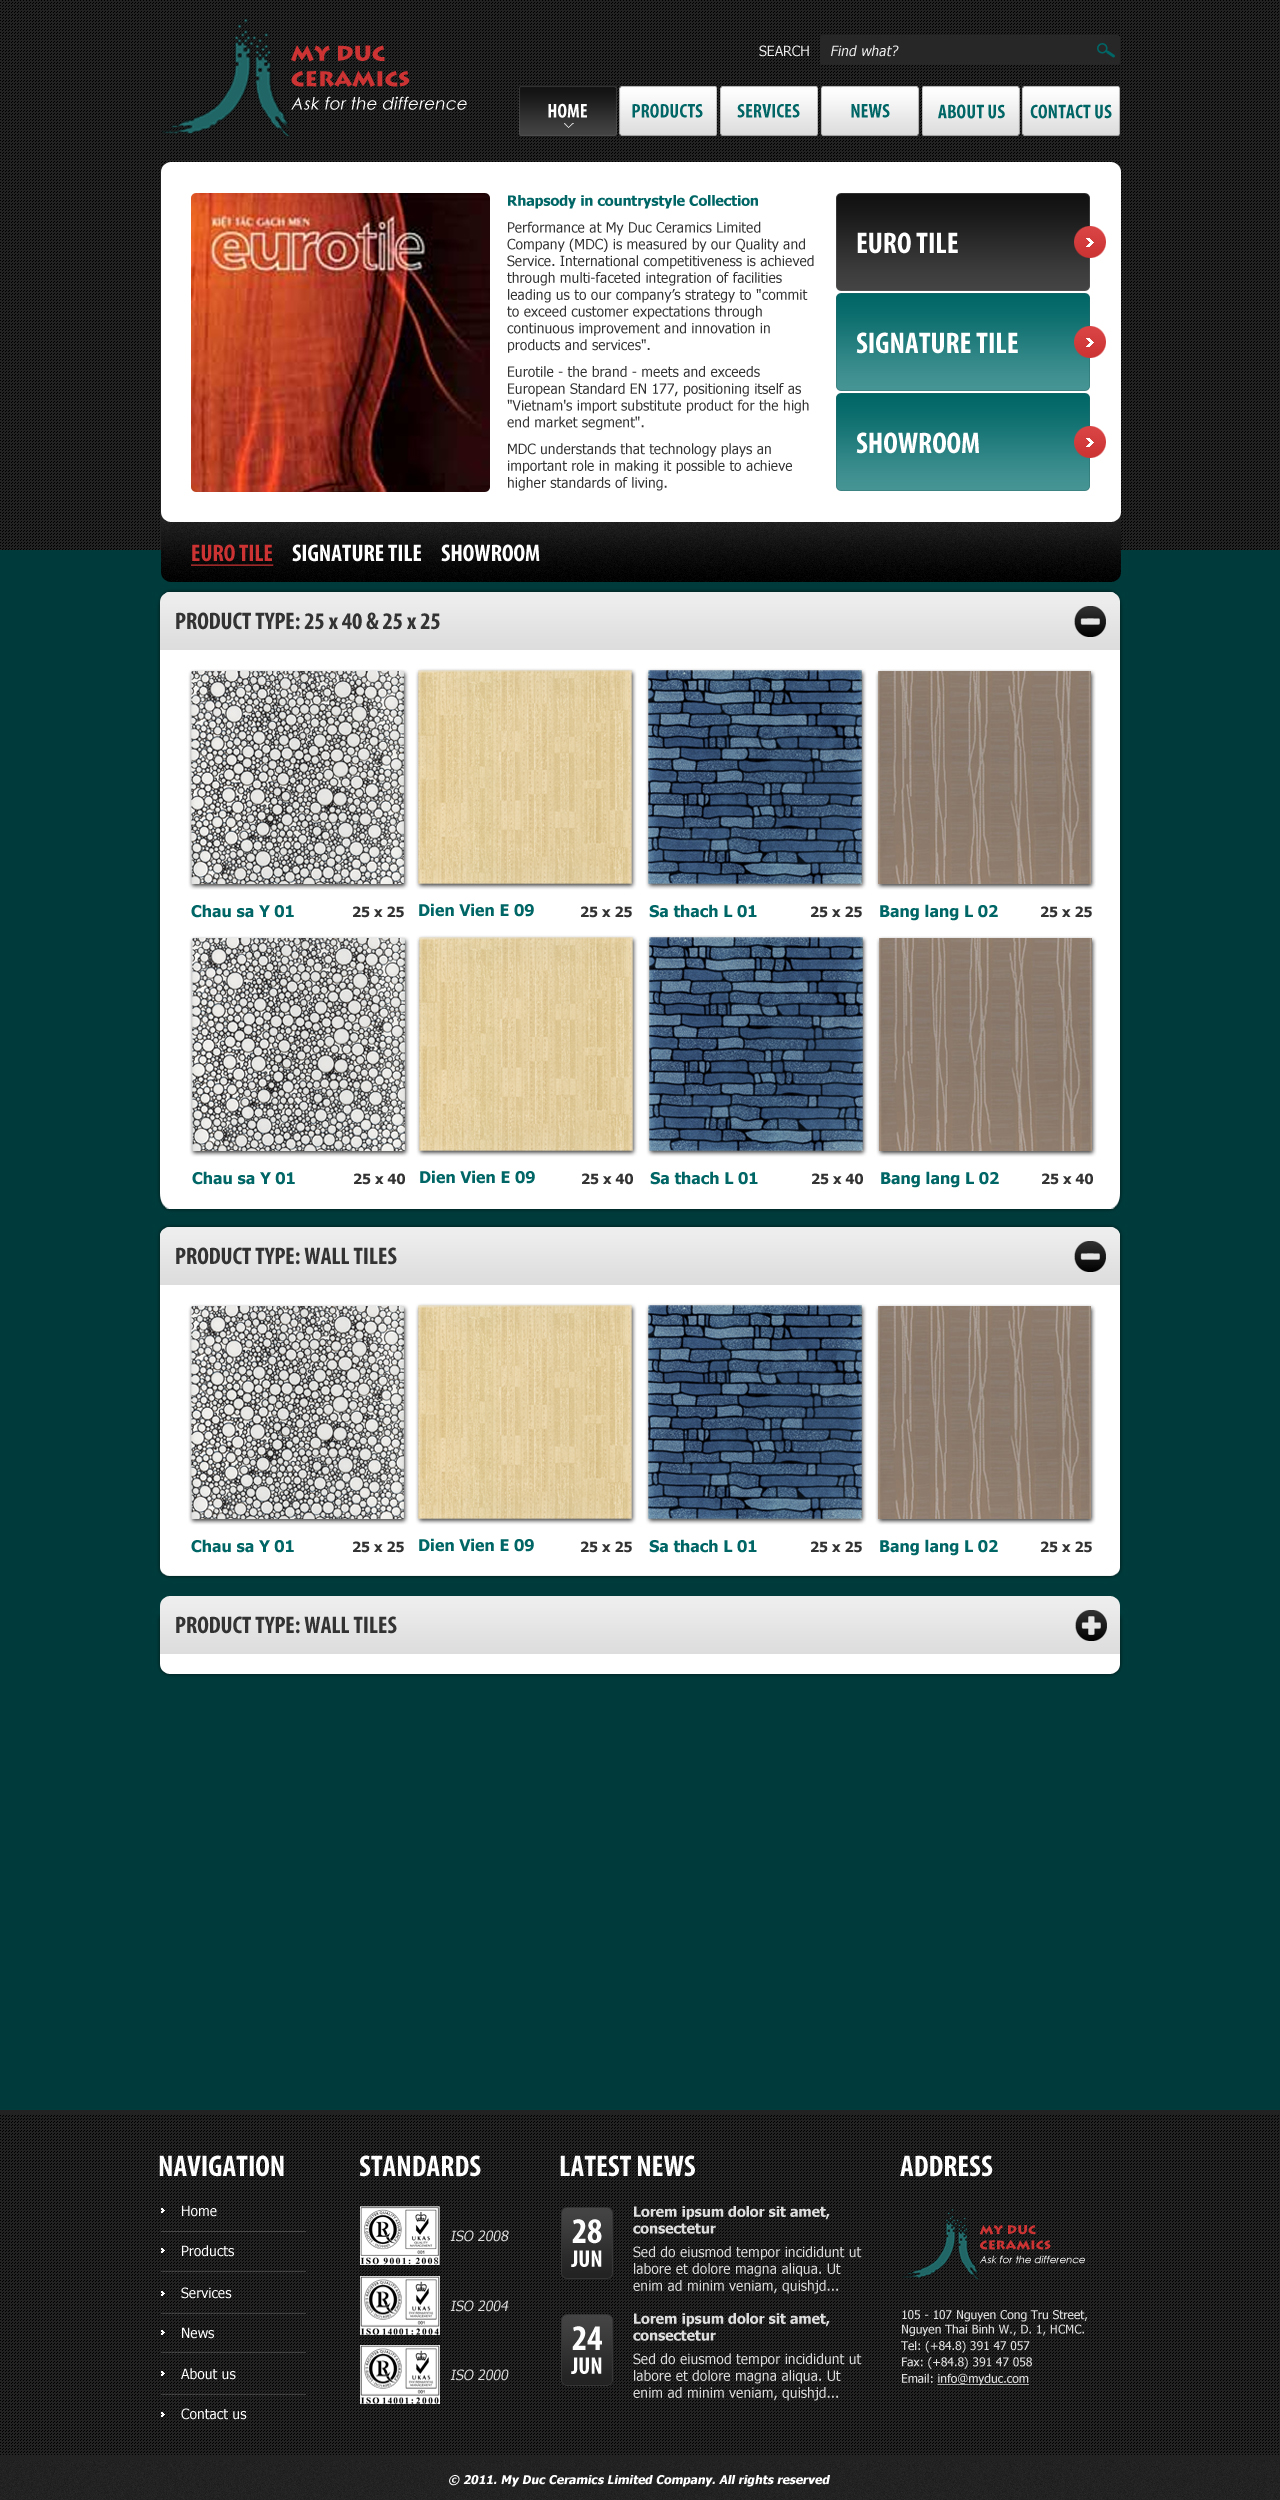 MY DUC
CERAMICS
Ask for the difference
SEARCH
Find what?
HOME
PRODUCTS
SERVICES
NEWS
ABOUT US
CONTACT US
KIỆT TÁC GẠCH MEN
eurotile
Rhapsody in countrystyle Collection
Performance at My Duc Ceramics Limited
Company (MDC) is measured by our Quality and
Service. International competitiveness is achieved
through multi-faceted integration of facilities
leading us to our company’s strategy to "commit
to exceed customer expectations through
continuous improvement and innovation in
products and services".
Eurotile - the brand - meets and exceeds
European Standard EN 177, positioning itself as
"Vietnam's import substitute product for the high
end market segment".
MDC understands that technology plays an
important role in making it possible to achieve
higher standards of living.
EURO TILE
SIGNATURE TILE
SHOWROOM
EURO TILE SIGNATURE TILE SHOWROOM
PRODUCT TYPE: 25 x 40 & 25 x 25
Chau sa Y 01 25 x 25
Dien Vien E 09 25 x 25
Sa thach L 01 25 x 25
Bang lang L 02 25 x 25
Chau sa Y 01 25 x 40
Dien Vien E 09 25 x 40
Sa thach L 01 25 x 40
Bang lang L 02 25 x 40
PRODUCT TYPE: WALL TILES
Chau sa Y 01 25 x 25
Dien Vien E 09 25 x 25
Sa thach L 01 25 x 25
Bang lang L 02 25 x 25
PRODUCT TYPE: WALL TILES
NAVIGATION
Home
Products
Services
News
About us
Contact us
STANDARDS
UKAS
001
ISO 9001: 2008
ISO 2008
UKAS
001
ISO 14001:2004
ISO 2004
UKAS
001
ISO 14001:2000
ISO 2000
LATEST NEWS
28
JUN
Lorem ipsum dolor sit amet,
consectetur
Sed do eiusmod tempor incididunt ut
labore et dolore magna aliqua. Ut
enim ad minim veniam, quishjd...
24
JUN
Lorem ipsum dolor sit amet,
consectetur
Sed do eiusmod tempor incididunt ut
labore et dolore magna aliqua. Ut
enim ad minim veniam, quishjd...
ADDRESS
MY DUC
CERAMICS
Ask for the difference
105 - 107 Nguyen Cong Tru Street,
Nguyen Thai Binh W., D. 1, HCMC.
Tel: (+84.8) 391 47 057
Fax: (+84.8) 391 47 058
Email: info@myduc.com
© 2011. My Duc Ceramics Limited Company. All rights reserved